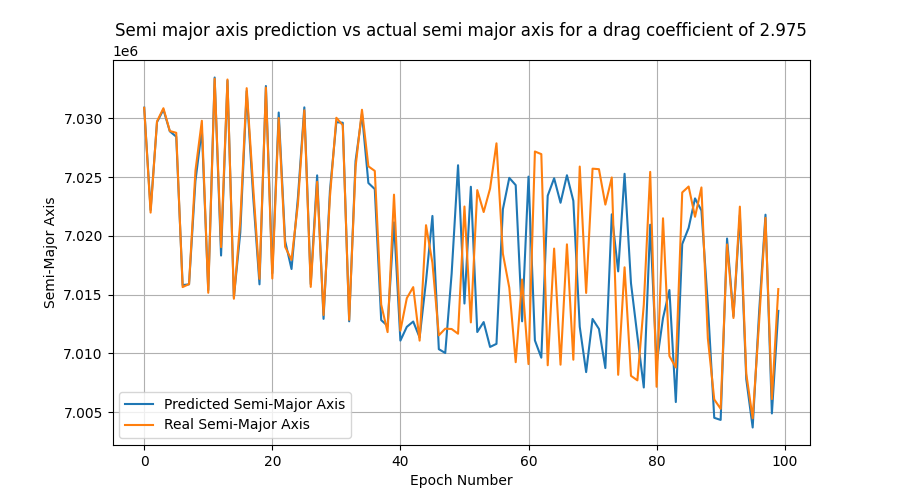 Semi major axis prediction vs actual semi major axis for a drag coefficient of 2.975
1e6
7.030
7.025
7.020
7.015
7.010
7.005
Semi-Major Axis
Predicted Semi-Major Axis
Real Semi-Major Axis
0 20 40 60 80 100
Epoch Number